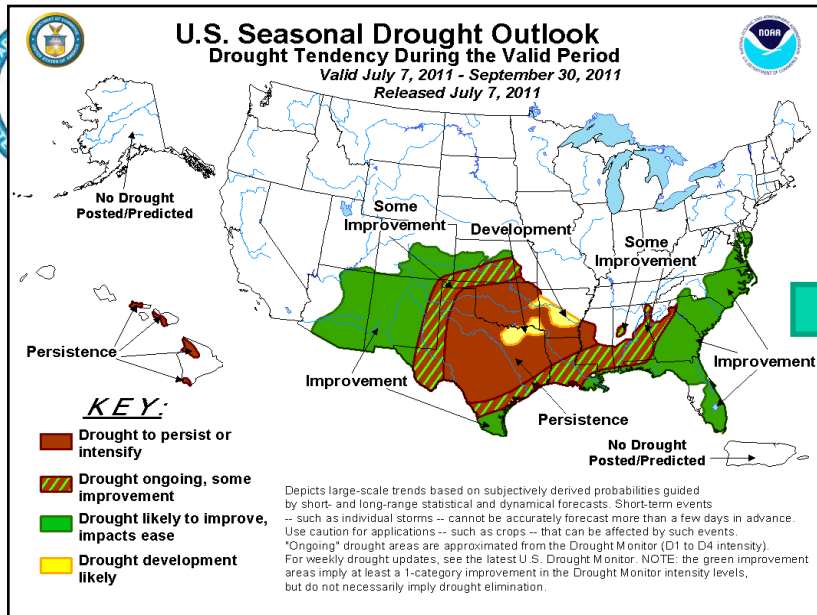 U.S. Seasonal Drought Outlook
Drought Tendency During the Valid Period
Valid July 7, 2011 - September 30, 2011
Released July 7, 2011
NOAA
No Drought
Posted/Predicted
Some
Improvement
Development
Some
Improvement
Persistence
Improvement
Improvement
Persistence
No Drought
Posted/Predicted
KEY:
Drought to persist or
intensify
Drought ongoing, some
improvement
Drought likely to improve,
impacts ease
Drought development
likely
Depicts large-scale trends based on subjectively derived probabilities guided
by short- and long-range statistical and dynamical forecasts. Short-term events
-- such as individual storms -- cannot be accurately forecast more than a few days in advance.
Use caution for applications -- such as crops -- that can be affected by such events.
"Ongoing" drought areas are approximated from the Drought Monitor (D1 to D4 intensity).
For weekly drought updates, see the latest U.S. Drought Monitor. NOTE: the green improvement
areas imply at least a 1-category improvement in the Drought Monitor intensity levels,
but do not necessarily imply drought elimination.